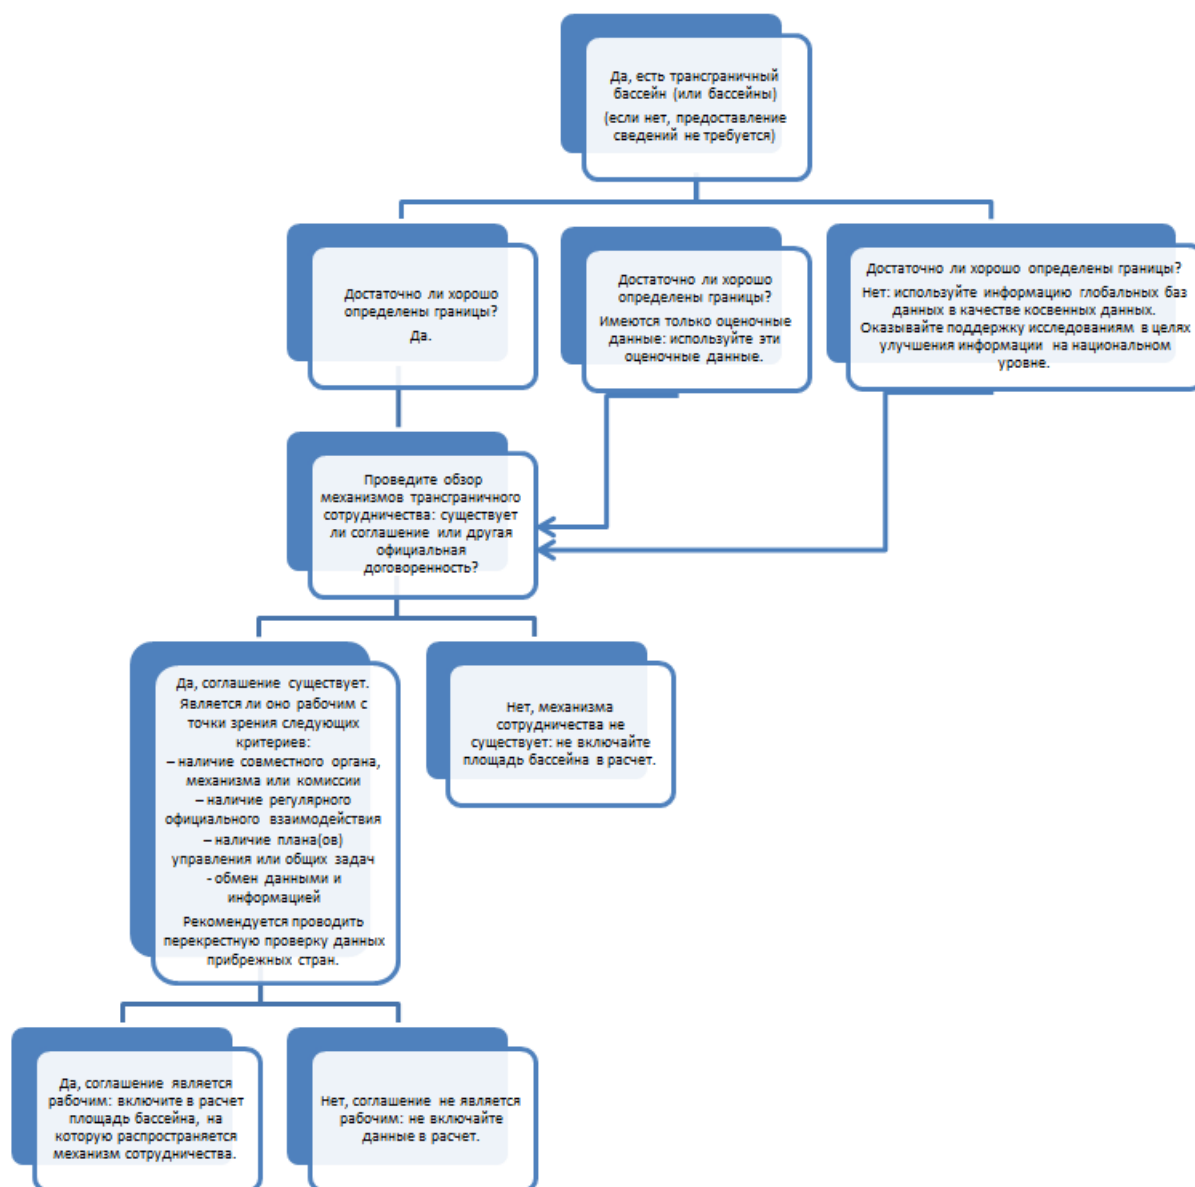 Да, есть трансграничный
бассейн (или бассейны)
(если нет, предоставление
сведений не требуется)
Достаточно ли хорошо
определены границы?
Да.
Достаточно ли хорошо
определены границы?
Имеются только оценочные
данные: используйте эти
оценочные данные.
Достаточно ли хорошо определены границы?
Нет: используйте информацию глобальных баз
данных в качестве косвенных данных.
Оказывайте поддержку исследованиям в целях
улучшения информации на национальном
уровне.
Проведите обзор
механизмов трансграничного
сотрудничества: существует
ли соглашение или другая
официальная
договоренность?
Да, соглашение существует.
Является ли оно рабочим с
точки зрения следующих
критериев:
– наличие совместного органа,
механизма или комиссии
– наличие регулярного
официального взаимодействия
– наличие плана(ов)
управления или общих задач
- обмен данными и
информацией
Рекомендуется проводить
перекрестную проверку данных
прибрежных стран.
Нет, механизма
сотрудничества не
существует: не включайте
площадь бассейна в расчет.
Да, соглашение является
рабочим: включите в расчет
площадь бассейна, на
которую распространяется
механизм сотрудничества.
Нет, соглашение не является
рабочим: не включайте
данные в расчет.